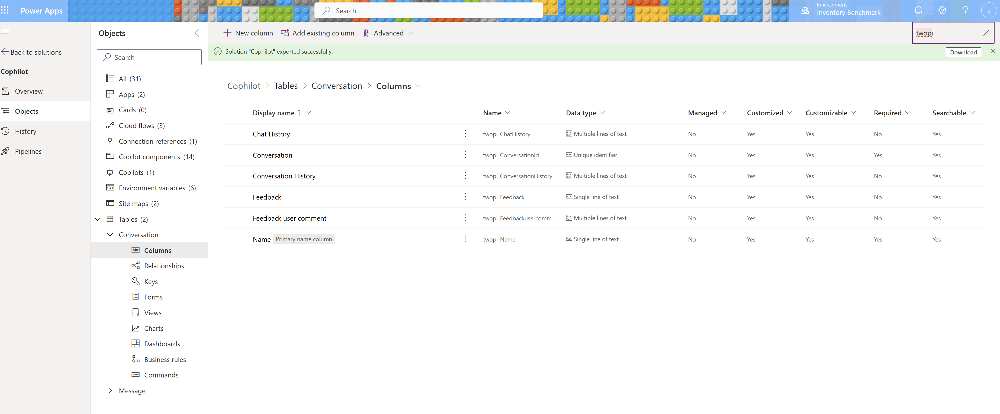 Power Apps
Search
Environment
Inventory Benchmark
2
Objects
New column
Add existing column
Advanced
twopi
Back to solutions
Solution "Cophilot" exported successfully.
Download
Search
Cophilot
Overview
Objects
History
Pipelines
All (31)
Apps (2)
Cards (0)
Cloud flows (3)
Connection references (1)
Copilot components (14)
Copilots (1)
Environment variables (6)
Site maps (2)
Tables (2)
Conversation
Columns
Relationships
Keys
Forms
Views
Charts
Dashboards
Business rules
Commands
Message
Cophilot > Tables > Conversation > Columns
Display name ↑ Name Data type Managed Customized Customizable Required Searchable
Chat History twopi_ChatHistory Multiple lines of text No Yes Yes No Yes
Conversation twopi_ConversationId Unique identifier No Yes Yes Yes Yes
Conversation History twopi_ConversationHistory Multiple lines of text No Yes Yes No Yes
Feedback twopi_Feedback Single line of text No Yes Yes No Yes
Feedback user comment twopi_Feedbackusercomm... Multiple lines of text No Yes Yes No Yes
Name Primary name column twopi_Name Single line of text No Yes Yes Yes Yes